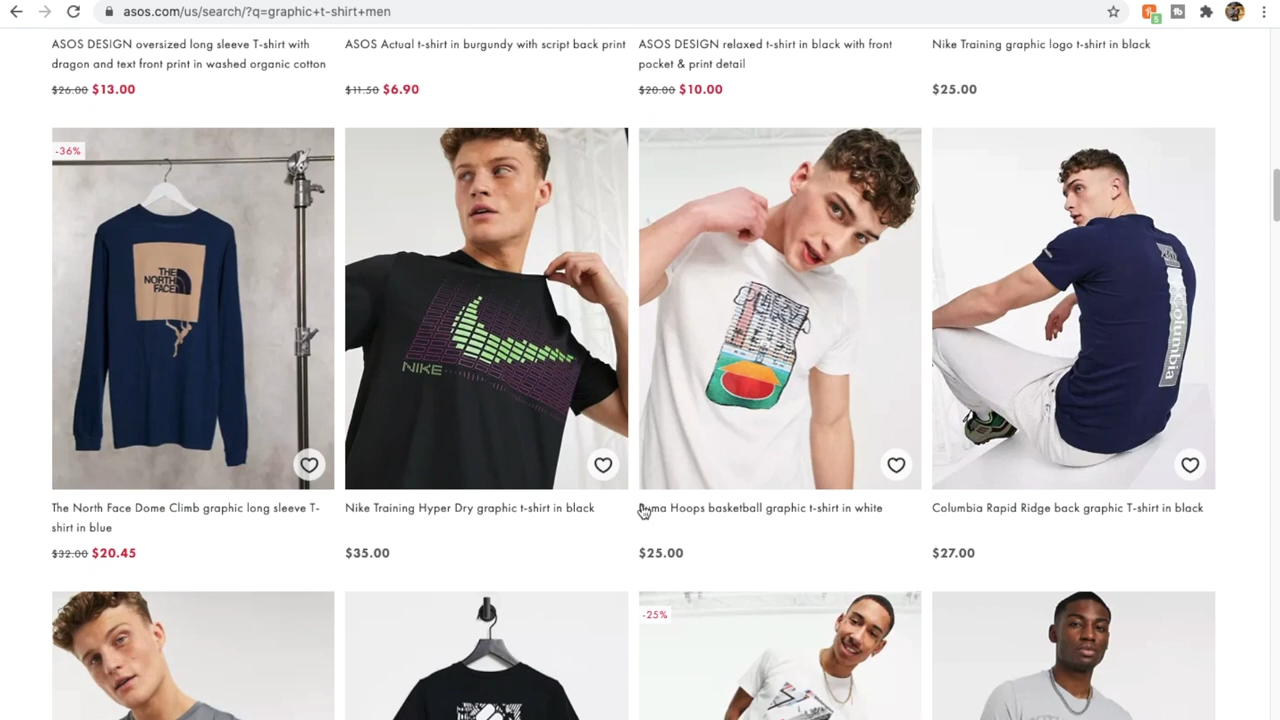 asos.com/us/search/?q=graphic+t-shirt+men
5
ASOS DESIGN oversized long sleeve T-shirt with
dragon and text front print in washed organic cotton
$26.00 $13.00
ASOS Actual t-shirt in burgundy with script back print
$11.50 $6.90
ASOS DESIGN relaxed t-shirt in black with front
pocket & print detail
$20.00 $10.00
Nike Training graphic logo t-shirt in black
$25.00
-36%
THE
NORTH
FACE
NIKE
Columbia
The North Face Dome Climb graphic long sleeve T-
shirt in blue
$32.00 $20.45
Nike Training Hyper Dry graphic t-shirt in black
$35.00
Puma Hoops basketball graphic t-shirt in white
$25.00
Columbia Rapid Ridge back graphic T-shirt in black
$27.00
-25%